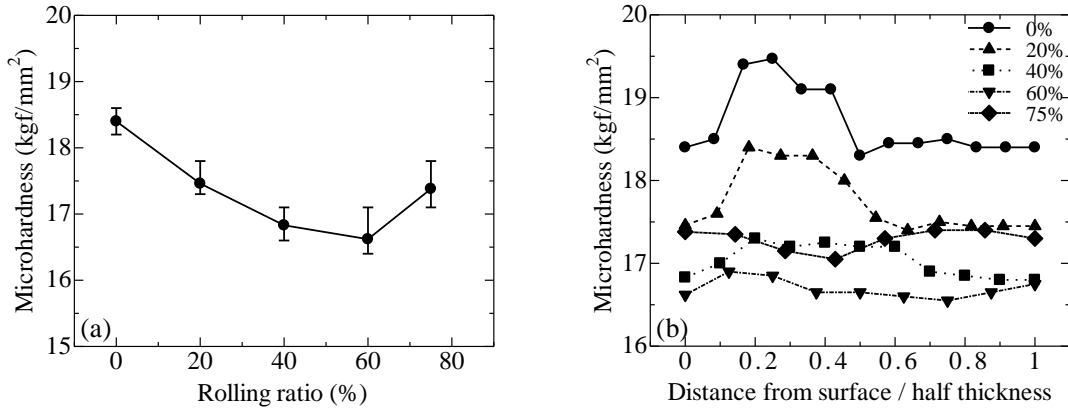 20
19
18
17
16
15
Microhardness (kgf/mm²)
(a)
0 20 40 60 80
Rolling ratio (%)
20
19
18
17
16
Microhardness (kgf/mm²)
0%
20%
40%
60%
75%
(b)
0 0.2 0.4 0.6 0.8 1
Distance from surface / half thickness